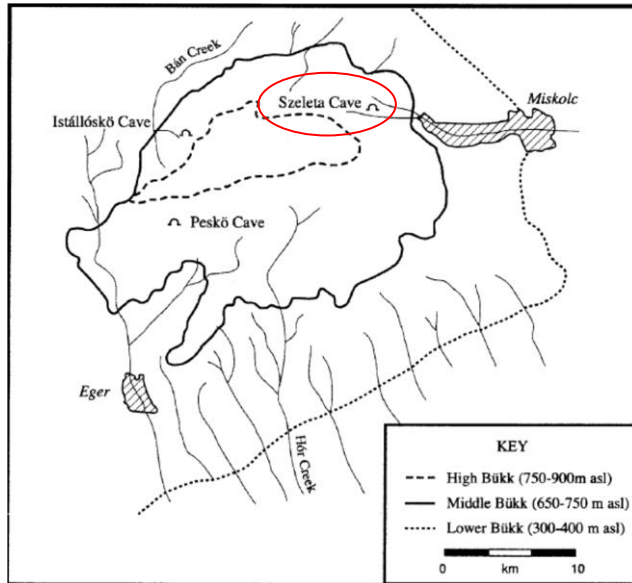 Bán Creek
Szeleta Cave
Miskolc
Istállóskö Cave
Peskö Cave
Eger
Hór Creek
KEY
High Bükk (750-900m asl)
Middle Bükk (650-750 m asl)
Lower Bükk (300-400 m asl)
0 10
km